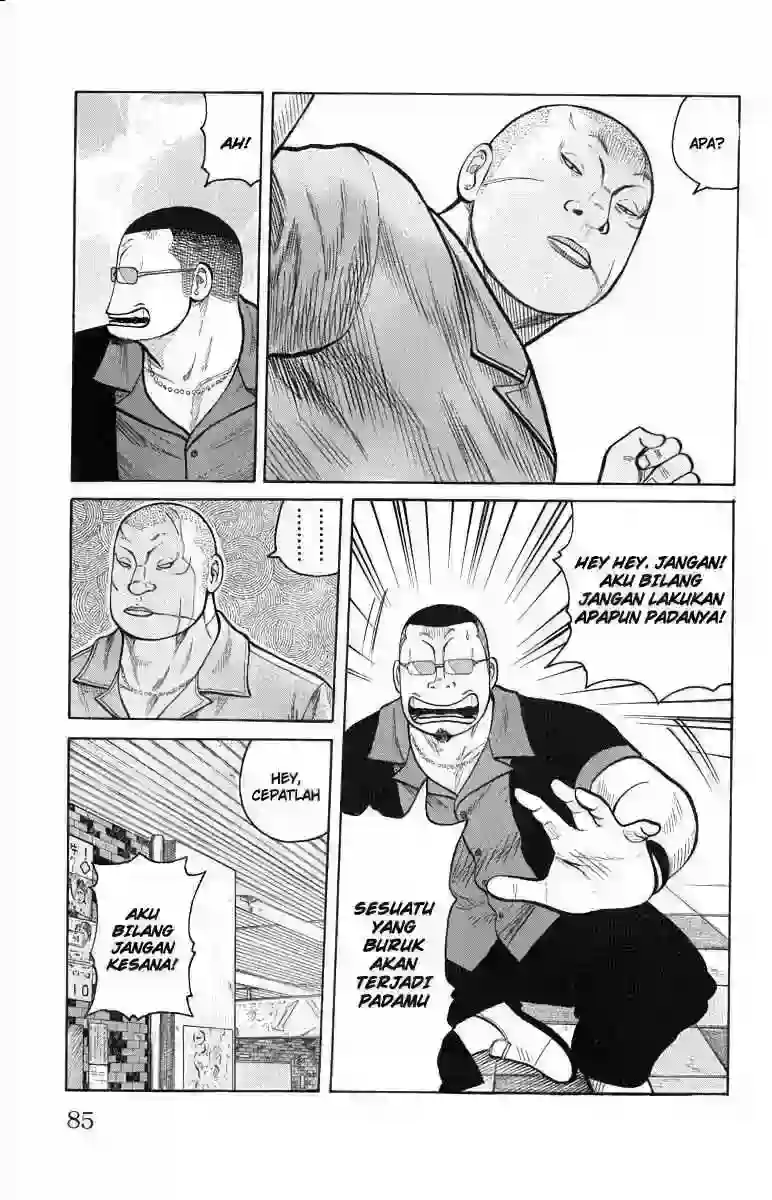 APA?
AH!
HEY HEY. JANGAN!
AKU BILANG
JANGAN LAKUKAN
APAPUN PADANYA!
SESUATU
YANG
BURUK
AKAN
TERJADI
PADAMU
.......
HEY,
CEPATLAH
AKU
BILANG
JANGAN
KESANA!
85